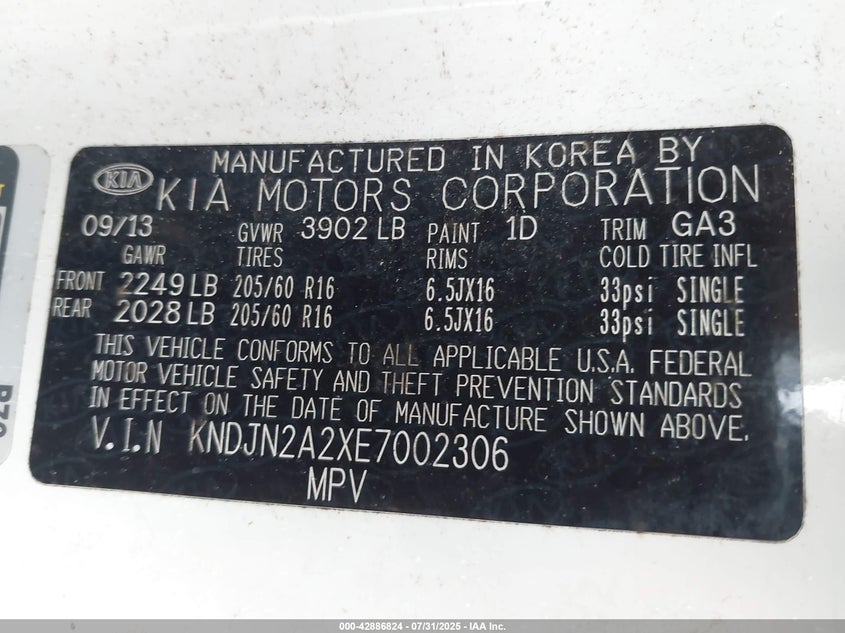 MANUFACTURED IN KOREA BY
KIA KIA MOTORS CORPORATION
09/13 GVWR 3902 LB PAINT 1D TRIM GA3
GAWR TIRES RIMS COLD TIRE INFL
FRONT 2249 LB 205/60 R16 6.5JX16 33psi SINGLE
REAR 2028 LB 205/60 R16 6.5JX16 33psi SINGLE
THIS VEHICLE CONFORMS TO ALL APPLICABLE U.S.A. FEDERAL
MOTOR VEHICLE SAFETY AND THEFT PREVENTION STANDARDS
IN EFFECT ON THE DATE OF MANUFACTURE SHOWN ABOVE.
V.I.N KNDJN2A2XE7002306
MPV
000-42886824 - 07/31/2025 - IAA Inc.